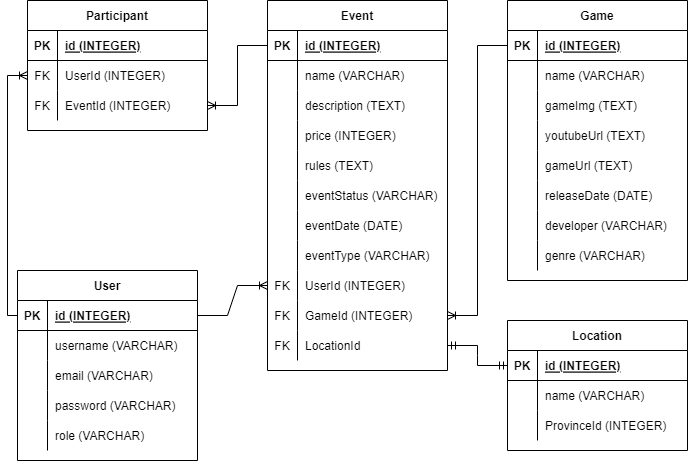 Participant
PK id (INTEGER)
FK UserId (INTEGER)
FK EventId (INTEGER)
Event
PK id (INTEGER)
name (VARCHAR)
description (TEXT)
price (INTEGER)
rules (TEXT)
eventStatus (VARCHAR)
eventDate (DATE)
eventType (VARCHAR)
FK UserId (INTEGER)
FK GameId (INTEGER)
FK LocationId
Game
PK id (INTEGER)
name (VARCHAR)
gameImg (TEXT)
youtubeUrl (TEXT)
gameUrl (TEXT)
releaseDate (DATE)
developer (VARCHAR)
genre (VARCHAR)
User
PK id (INTEGER)
username (VARCHAR)
email (VARCHAR)
password (VARCHAR)
role (VARCHAR)
Location
PK id (INTEGER)
name (VARCHAR)
ProvinceId (INTEGER)